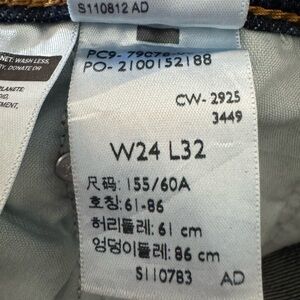 S110812 AD
NET: WASH LESS,
PLANETE:
PO- 2100152188
CW- 2925
3449
W24 L32
尺码: 155/60A
호칭: 61-86
허리둘레: 61 cm
엉덩이둘레: 86 cm
S110783 AD